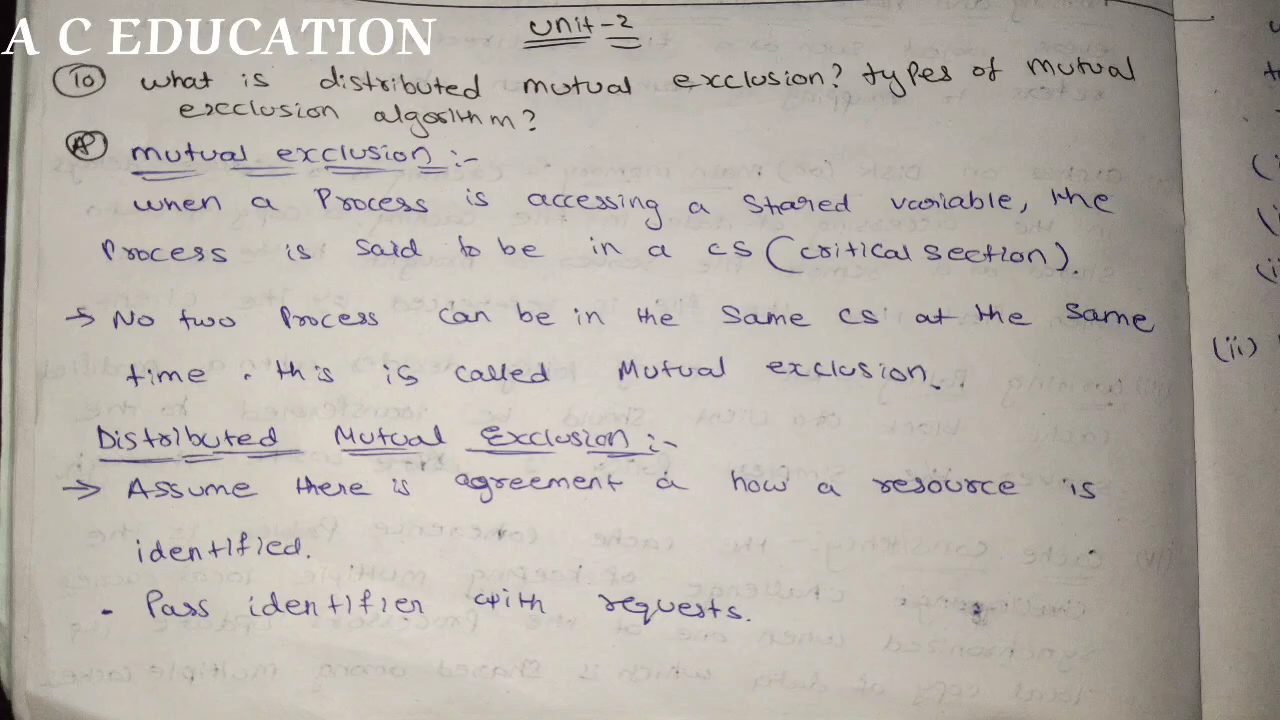 A C EDUCATION
Unit-2
10 what is distributed mutual exclusion? types of mutual
exclusion algorithm?
A mutual exclusion :-
when a Process is accessing a shared variable, the
Process is said to be in a CS (critical section).
→ No two Process can be in the same CS at the same
time. this is called Mutual exclusion.
Distributed Mutual Exclusion :-
→ Assume there is agreement a how a resource is
identified.
• Pass identifier with requests.
(ii)